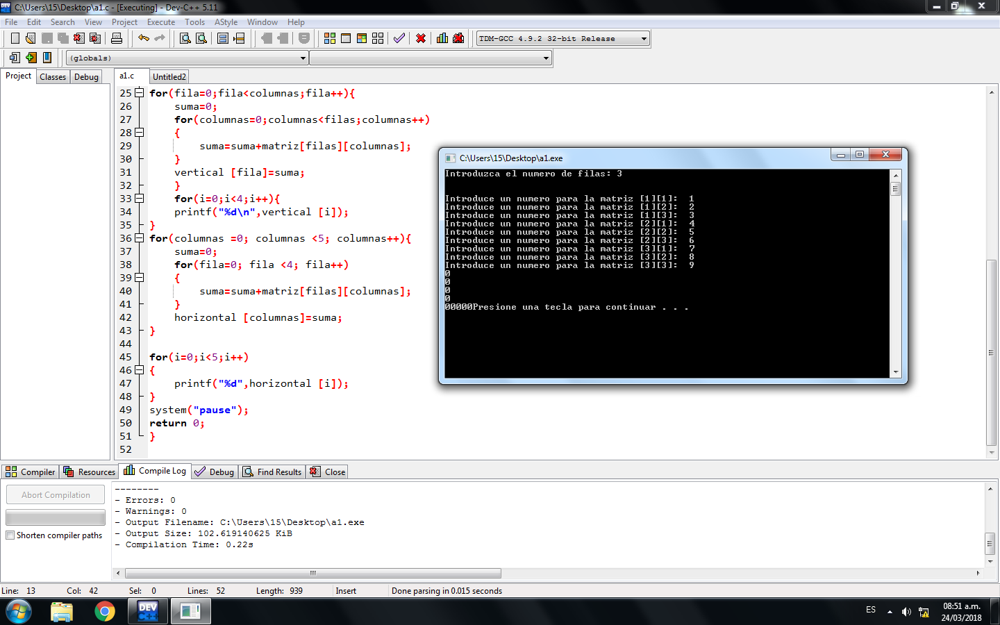 C:\Users\15\Desktop\a1.c - [Executing] - Dev-C++ 5.11
File Edit Search View Project Execute Tools AStyle Window Help
TDM-GCC 4.9.2 32-bit Release
(globals)
Project Classes Debug
a1.c Untitled2
25 for(fila=0;fila<columnas;fila++){
26 suma=0;
27 for(columnas=0;columnas<filas;columnas++)
28 {
29 suma=suma+matriz[filas][columnas];
30 }
31 vertical [fila]=suma;
32 }
33 for(i=0;i<4;i++){
34 printf("%d\n",vertical [i]);
35 }
36 for(columnas =0; columnas <5; columnas++){
37 suma=0;
38 for(fila=0; fila <4; fila++)
39 {
40 suma=suma+matriz[filas][columnas];
41 }
42 horizontal [columnas]=suma;
43 }
44
45 for(i=0;i<5;i++)
46 {
47 printf("%d",horizontal [i]);
48 }
49 system("pause");
50 return 0;
51 }
52
C:\Users\15\Desktop\a1.exe
Introduzca el numero de filas: 3
Introduce un numero para la matriz [1][1]: 1
Introduce un numero para la matriz [1][2]: 2
Introduce un numero para la matriz [1][3]: 3
Introduce un numero para la matriz [2][1]: 4
Introduce un numero para la matriz [2][2]: 5
Introduce un numero para la matriz [2][3]: 6
Introduce un numero para la matriz [3][1]: 7
Introduce un numero para la matriz [3][2]: 8
Introduce un numero para la matriz [3][3]: 9
0
0
0
0
00000Presione una tecla para continuar . . .
Compiler Resources Compile Log Debug Find Results Close
Abort Compilation
Shorten compiler paths
--------
- Errors: 0
- Warnings: 0
- Output Filename: C:\Users\15\Desktop\a1.exe
- Output Size: 102.619140625 KiB
- Compilation Time: 0.22s
Line: 13 Col: 42 Sel: 0 Lines: 52 Length: 939 Insert Done parsing in 0.015 seconds
DEV C++
ES
08:51 a.m.
24/03/2018